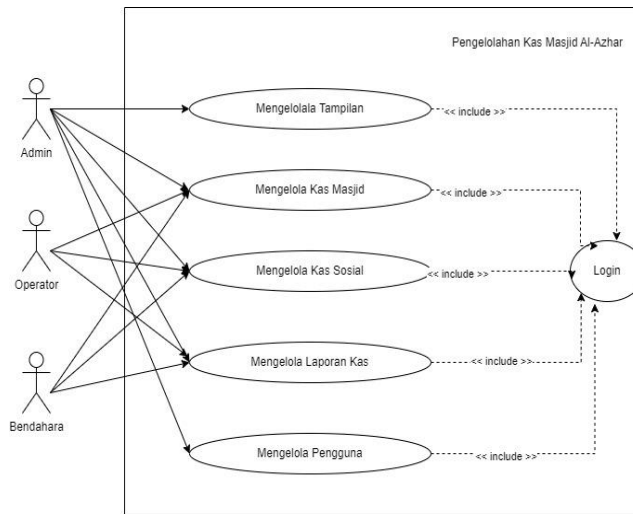 Pengelolahan Kas Masjid Al-Azhar
Admin
Mengelolala Tampilan
<< include >>
Mengelola Kas Masjid
<< include >>
Operator
Mengelola Kas Sosial
<< include >>
Login
Bendahara
Mengelola Laporan Kas
<< include >>
Mengelola Pengguna
<< include >>